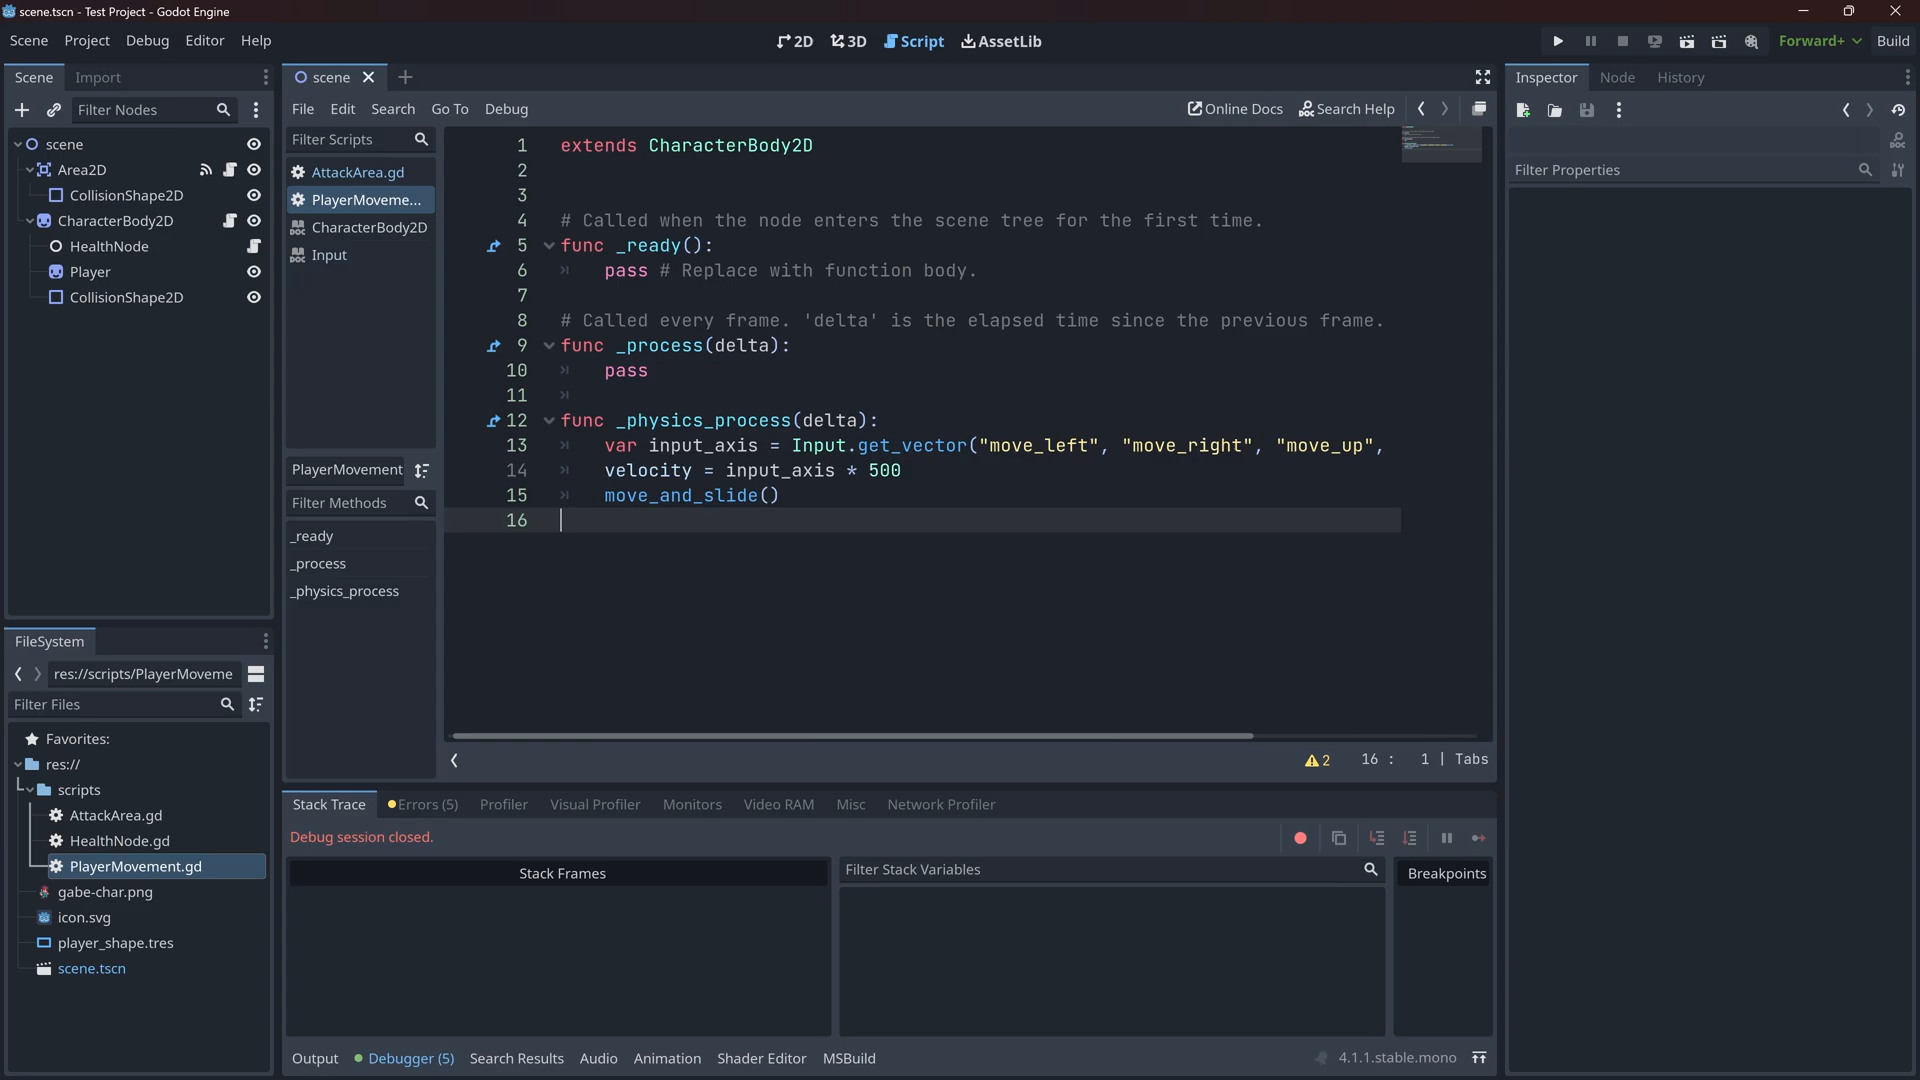 scene.tscn - Test Project - Godot Engine
Scene Project Debug Editor Help
2D 3D Script AssetLib
Forward+ Build
Scene Import
Filter Nodes
scene
Area2D
CollisionShape2D
CharacterBody2D
HealthNode
Player
CollisionShape2D
FileSystem
res://scripts/PlayerMoveme
Filter Files
Favorites:
res://
scripts
AttackArea.gd
HealthNode.gd
PlayerMovement.gd
gabe-char.png
icon.svg
player_shape.tres
scene.tscn
scene
File Edit Search Go To Debug
Online Docs Search Help
Filter Scripts
AttackArea.gd
PlayerMoveme...
CharacterBody2D
Input
PlayerMovement
Filter Methods
_ready
_process
_physics_process
1 extends CharacterBody2D
2
3
4 # Called when the node enters the scene tree for the first time.
5 func _ready():
6 pass # Replace with function body.
7
8 # Called every frame. 'delta' is the elapsed time since the previous frame.
9 func _process(delta):
10 pass
11
12 func _physics_process(delta):
13 var input_axis = Input.get_vector("move_left", "move_right", "move_up",
14 velocity = input_axis * 500
15 move_and_slide()
16
2 16 : 1 | Tabs
Stack Trace Errors (5) Profiler Visual Profiler Monitors Video RAM Misc Network Profiler
Debug session closed.
Stack Frames
Filter Stack Variables
Breakpoints
Output Debugger (5) Search Results Audio Animation Shader Editor MSBuild
4.1.1.stable.mono
Inspector Node History
Filter Properties